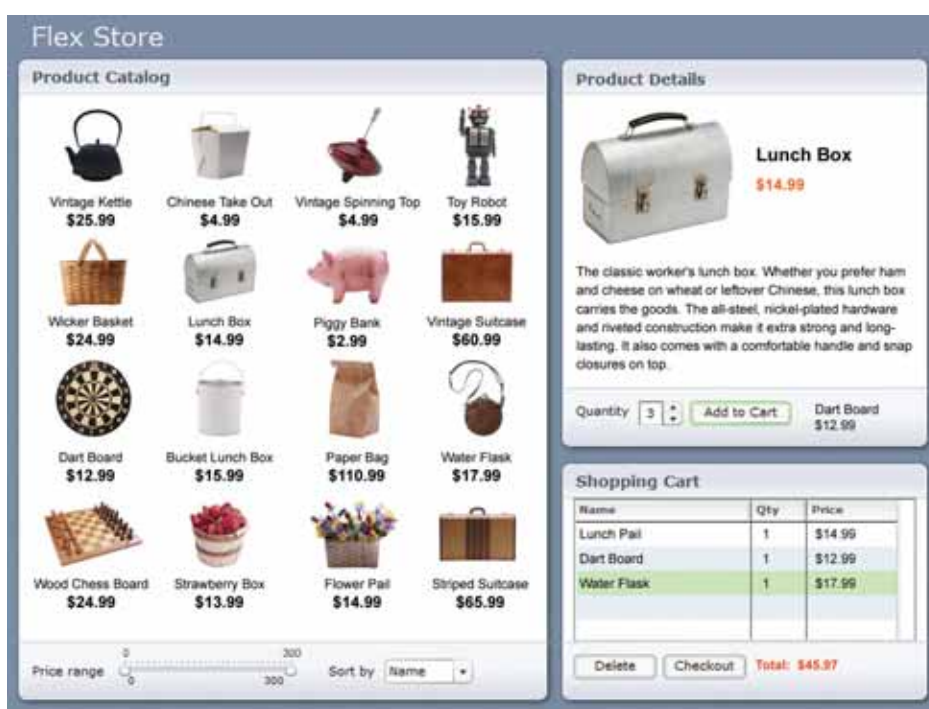 Flex Store
Product Catalog
Vintage Kettle
$25.99
Chinese Take Out
$4.99
Vintage Spinning Top
$4.99
Toy Robot
$15.99
Wicker Basket
$24.99
Lunch Box
$14.99
Piggy Bank
$2.99
Vintage Suitcase
$60.99
Dart Board
$12.99
Bucket Lunch Box
$15.99
Paper Bag
$110.99
Water Flask
$17.99
Wood Chess Board
$24.99
Strawberry Box
$13.99
Flower Pail
$14.99
Striped Suitcase
$65.99
0 300
Price range
0 300
Sort by Name
Product Details
Lunch Box
$14.99
The classic worker's lunch box. Whether you prefer ham
and cheese on wheat or leftover Chinese, this lunch box
carries the goods. The all-steel, nickel-plated hardware
and riveted construction make it extra strong and long-
lasting. It also comes with a comfortable handle and snap
closures on top.
Quantity 3 Add to Cart
Dart Board
$12.99
Shopping Cart
Name Qty Price
Lunch Pail 1 $14.99
Dart Board 1 $12.99
Water Flask 1 $17.99
Delete Checkout Total: $45.97